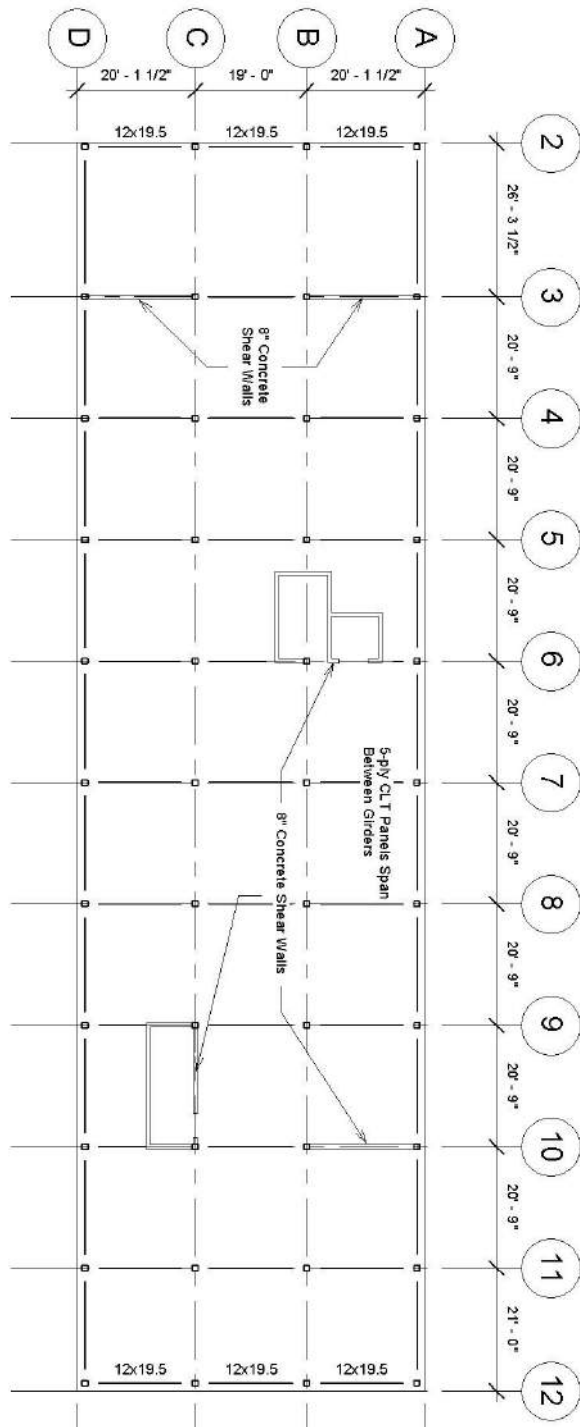 D
C
B
A
20' - 1 1/2"
19' - 0"
20' - 1 1/2"
12x19.5
12x19.5
12x19.5
2
26' - 3 1/2"
3
20' - 9"
4
20' - 9"
5
20' - 9"
6
20' - 9"
7
20' - 9"
8
20' - 9"
9
20' - 9"
10
20' - 9"
11
21' - 0"
12
8" Concrete
Shear Walls
5-ply CLT Panels Span
Between Girders
8" Concrete Shear Walls
12x19.5
12x19.5
12x19.5